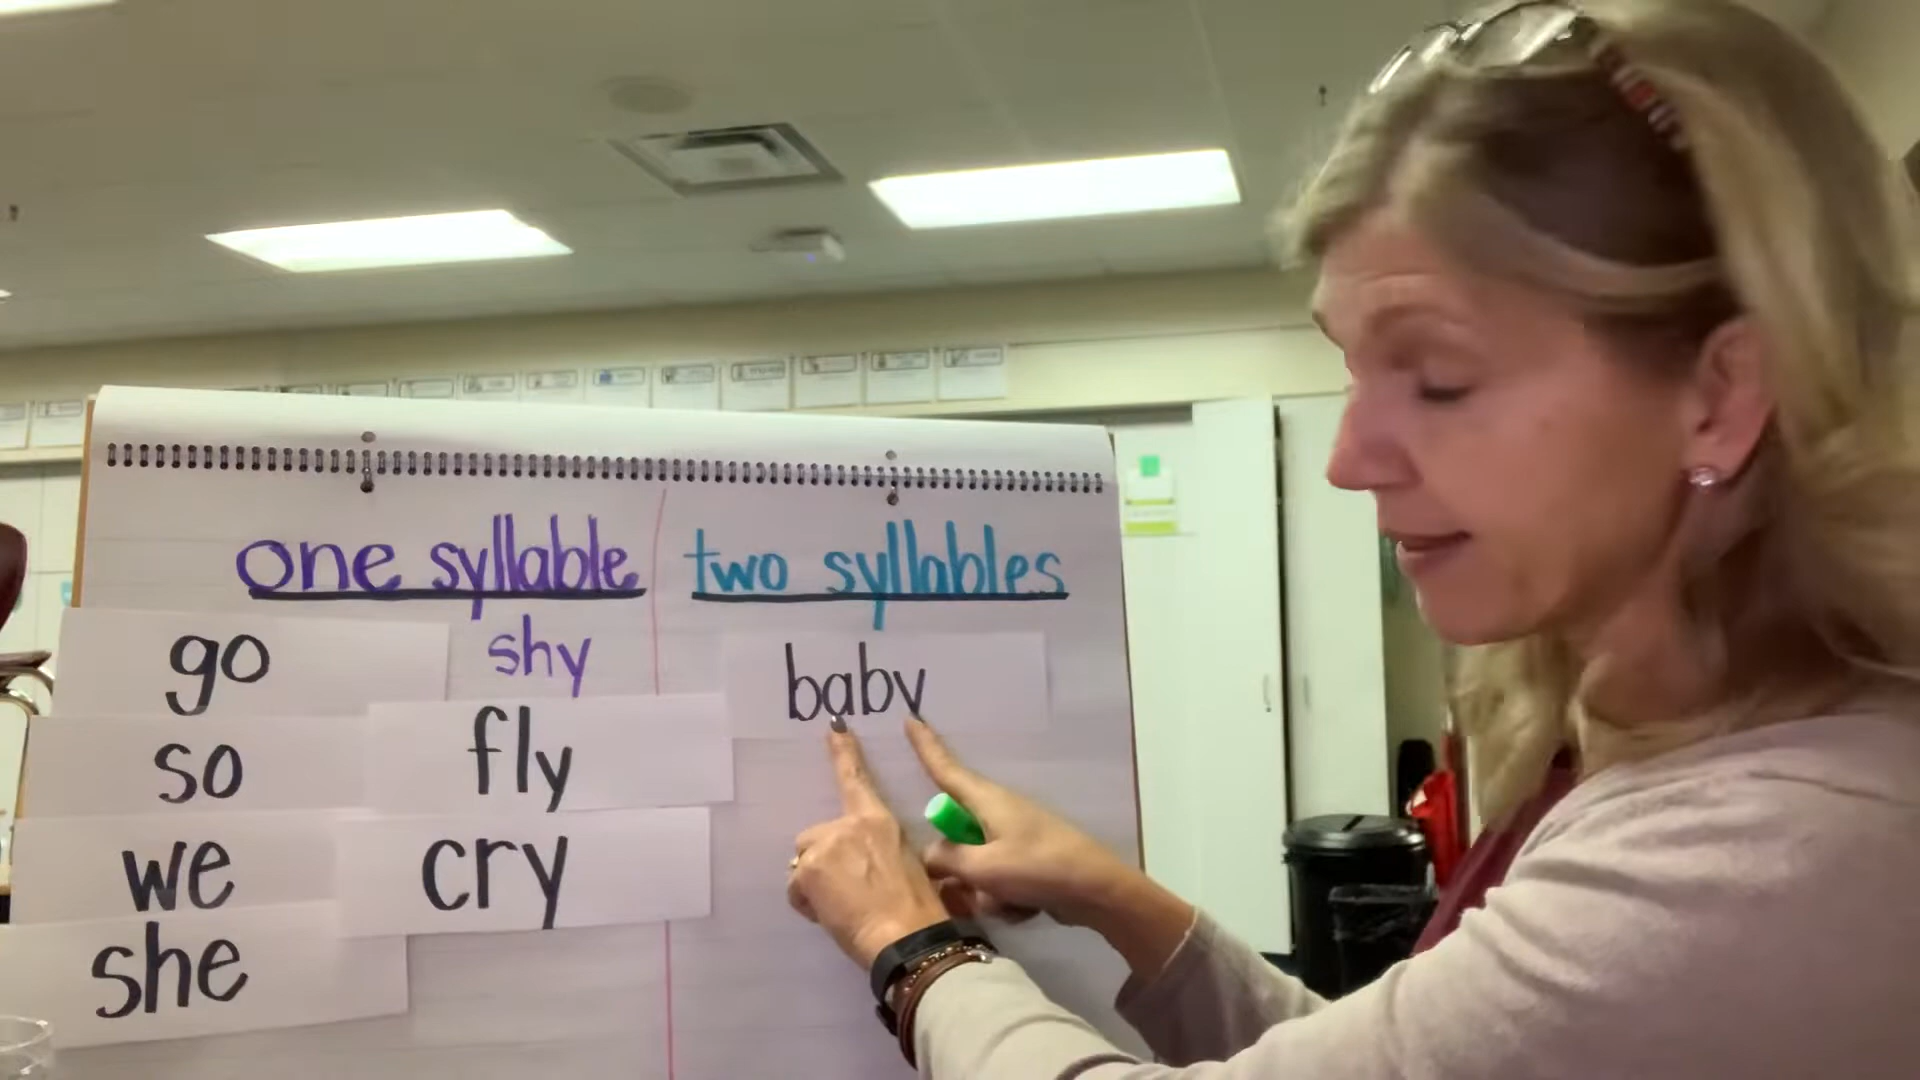 one syllable
two syllables
go
shy
baby
so
fly
we
cry
she